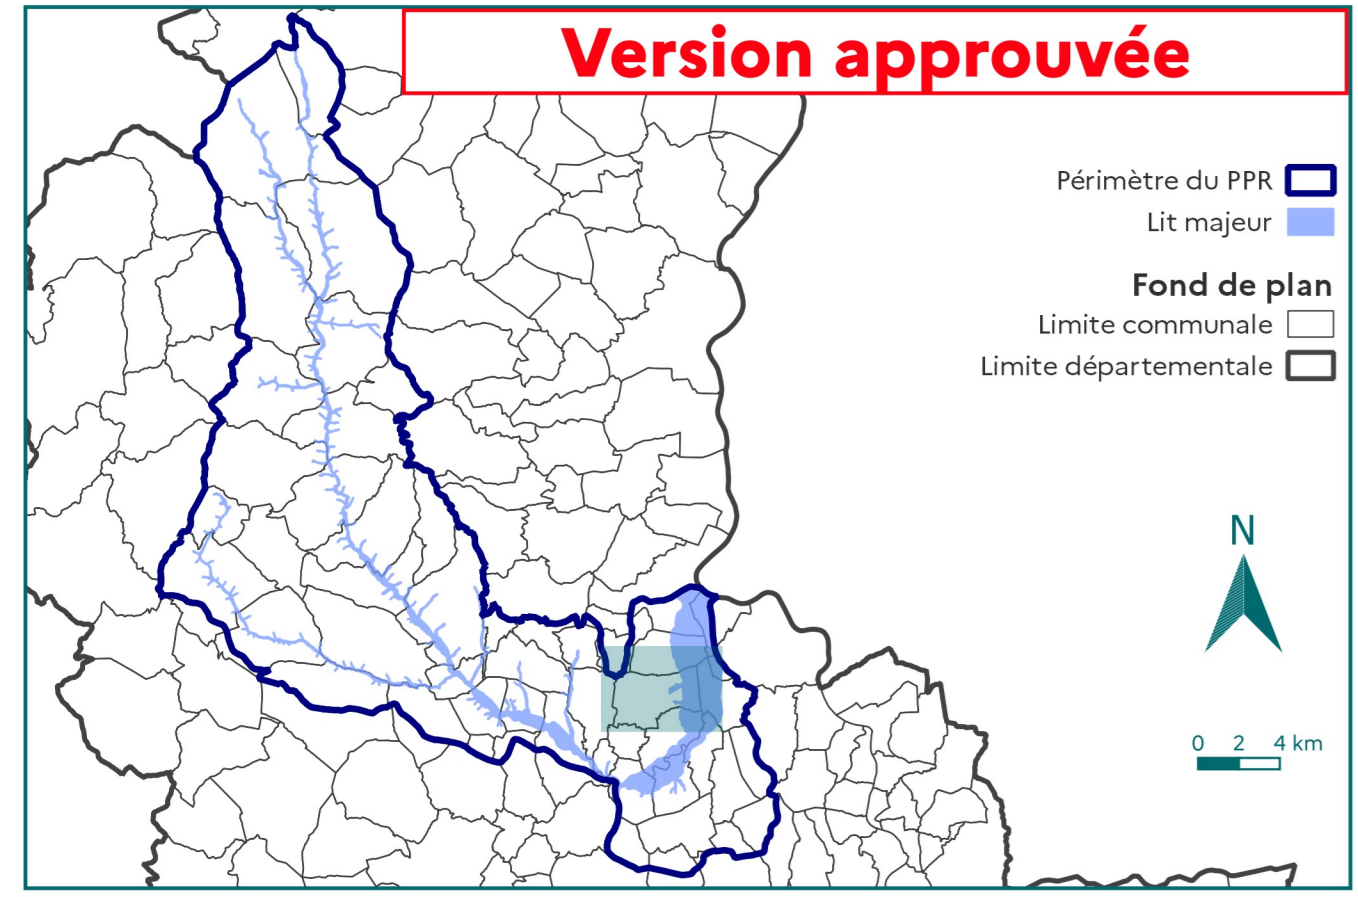 Version approuvée
Périmètre du PPR
Lit majeur
Fond de plan
Limite communale
Limite départementale
N
0 2 4 km